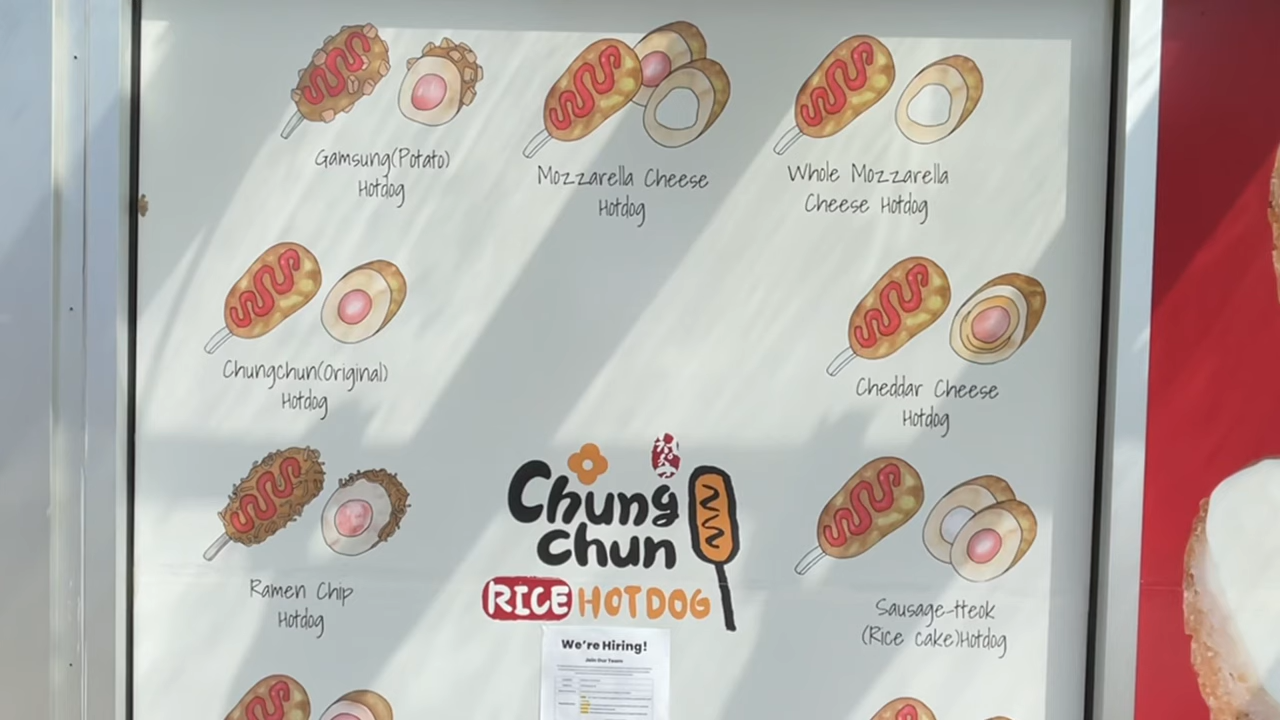 Gamsung(Potato)
Hotdog
Mozzarella Cheese
Hotdog
Whole Mozzarella
Cheese Hotdog
Chungchun(Original)
Hotdog
Cheddar Cheese
Hotdog
Ramen Chip
Hotdog
Chung
Chun
RICE HOTDOG
Sausage-tteok
(Rice cake)Hotdog
We're Hiring!
Join Our Team